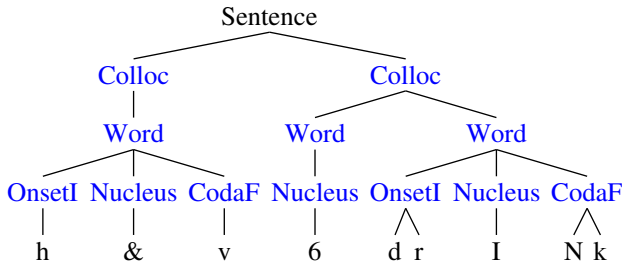 Sentence
Colloc Colloc
Word Word Word
OnsetI Nucleus CodaF Nucleus OnsetI Nucleus CodaF
h & v 6 d r I N k